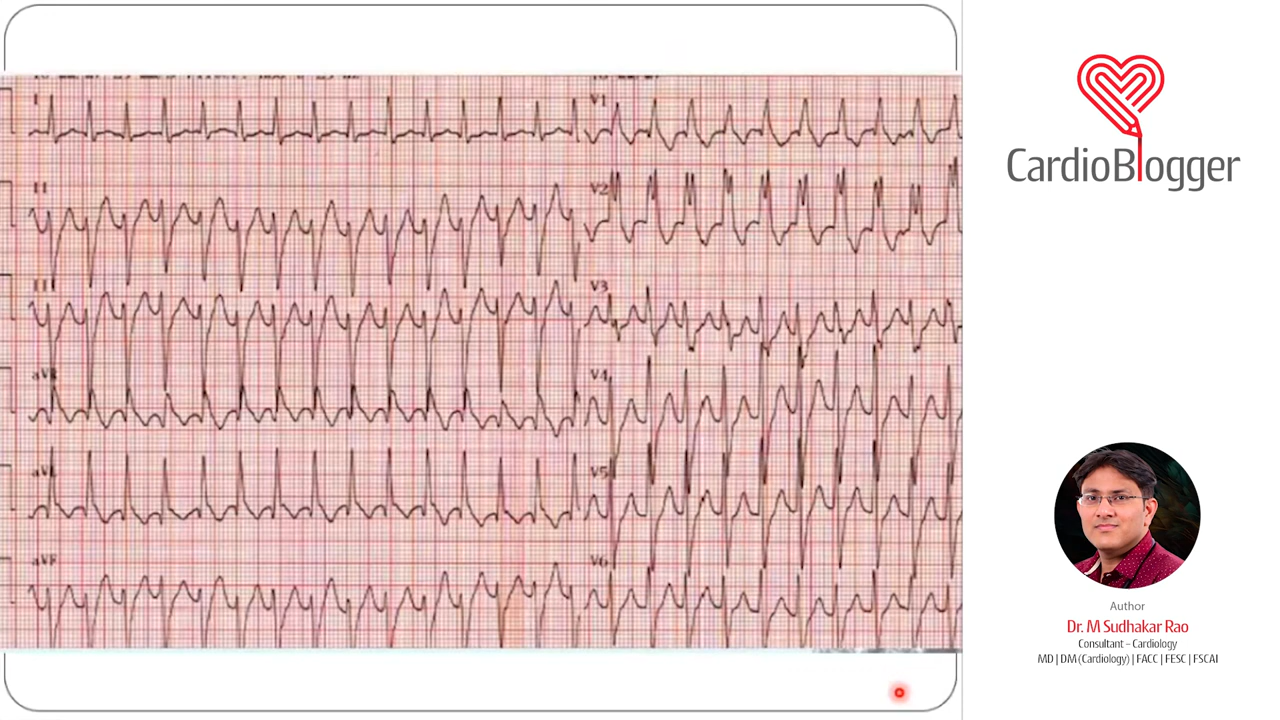 I
V1
II
V2
III
V3
aVR
V4
aVL
V5
aVF
V6
CardioBlogger
Author
Dr. M Sudhakar Rao
Consultant – Cardiology
MD | DM (Cardiology) | FACC | FESC | FSCAI